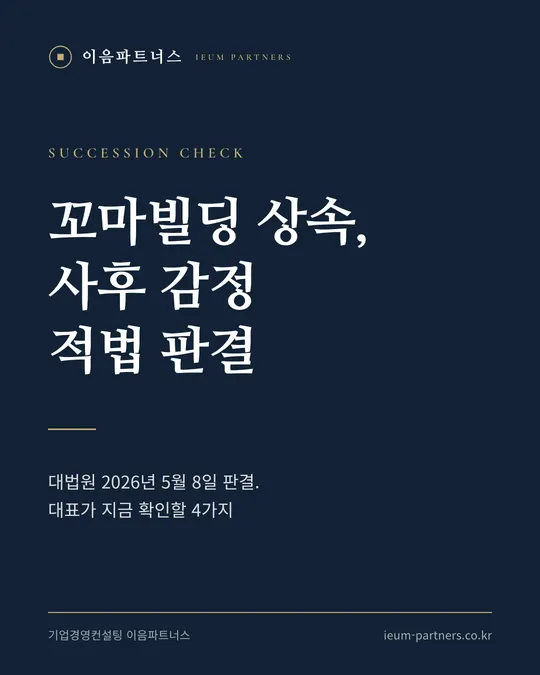 이음파트너스 IEUM PARTNERS
SUCCESSION CHECK
꼬마빌딩 상속,
사후 감정
적법 판결
대법원 2026년 5월 8일 판결.
대표가 지금 확인할 4가지
기업경영컨설팅 이음파트너스 ieum-partners.co.kr